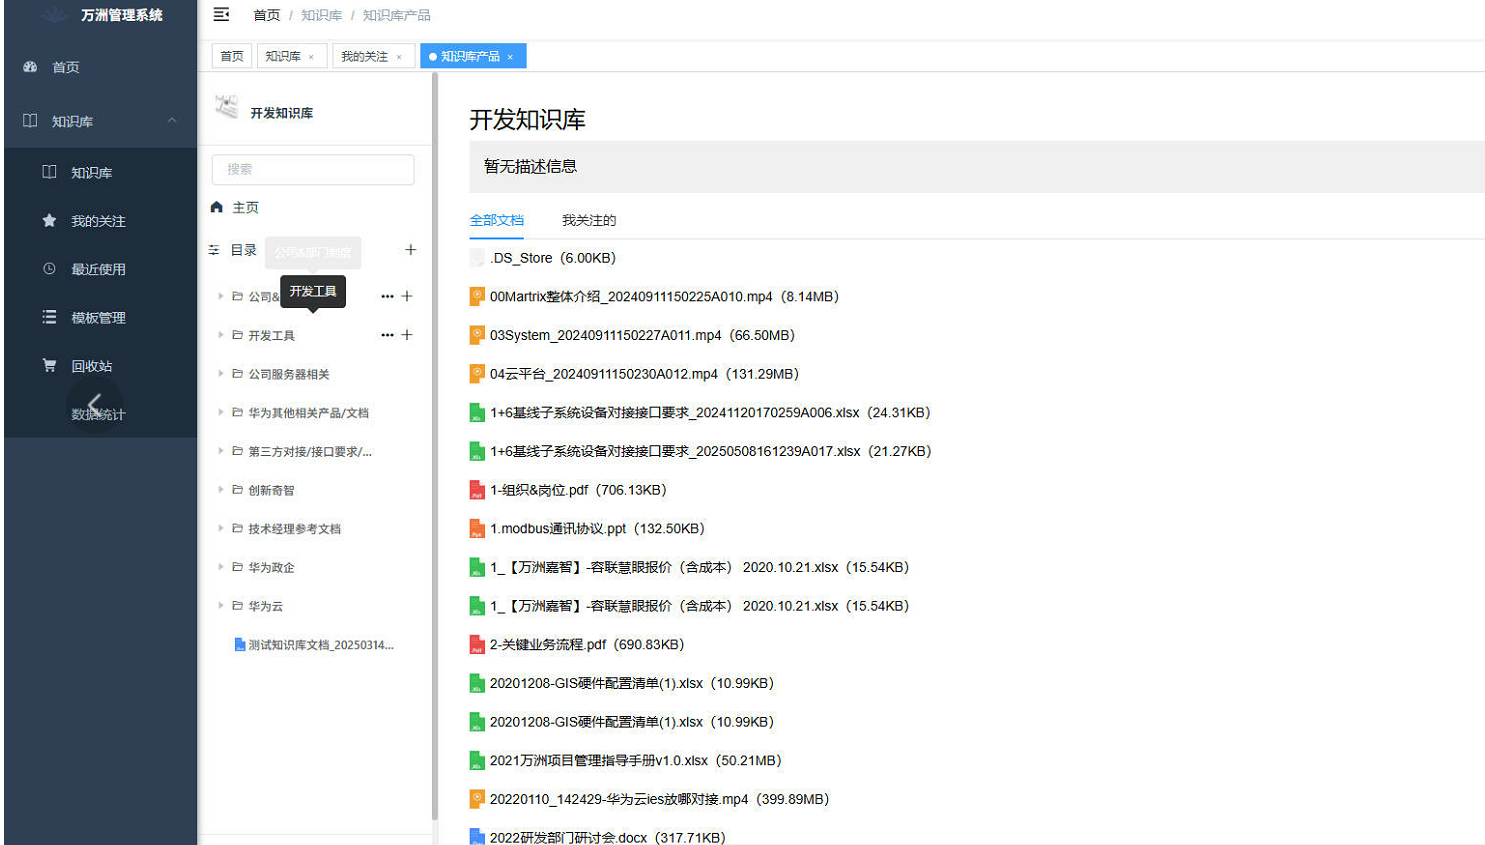 万洲管理系统
首页 / 知识库 / 知识库产品
首页
知识库 ×
我的关注 ×
知识库产品 ×
首页
知识库
知识库
我的关注
最近使用
模板管理
回收站
数据统计
开发知识库
搜索
主页
目录
公司&部门制度
公司&
开发工具
开发工具
公司服务器相关
华为其他相关产品/文档
第三方对接/接口要求/...
创新奇智
技术经理参考文档
华为政企
华为云
测试知识库文档_20250314...
开发知识库
暂无描述信息
全部文档 我关注的
.DS_Store（6.00KB）
00Martrix整体介绍_20240911150225A010.mp4（8.14MB）
03System_20240911150227A011.mp4（66.50MB）
04云平台_20240911150230A012.mp4（131.29MB）
1+6基线子系统设备对接接口要求_20241120170259A006.xlsx（24.31KB）
1+6基线子系统设备对接接口要求_20250508161239A017.xlsx（21.27KB）
1-组织&岗位.pdf（706.13KB）
1.modbus通讯协议.ppt（132.50KB）
1_【万洲嘉智】-容联慧眼报价（含成本） 2020.10.21.xlsx（15.54KB）
1_【万洲嘉智】-容联慧眼报价（含成本） 2020.10.21.xlsx（15.54KB）
2-关键业务流程.pdf（690.83KB）
20201208-GIS硬件配置清单(1).xlsx（10.99KB）
20201208-GIS硬件配置清单(1).xlsx（10.99KB）
2021万洲项目管理指导手册v1.0.xlsx（50.21MB）
20220110_142429-华为云ies放哪对接.mp4（399.89MB）
2022研发部门研讨会.docx（317.71KB）